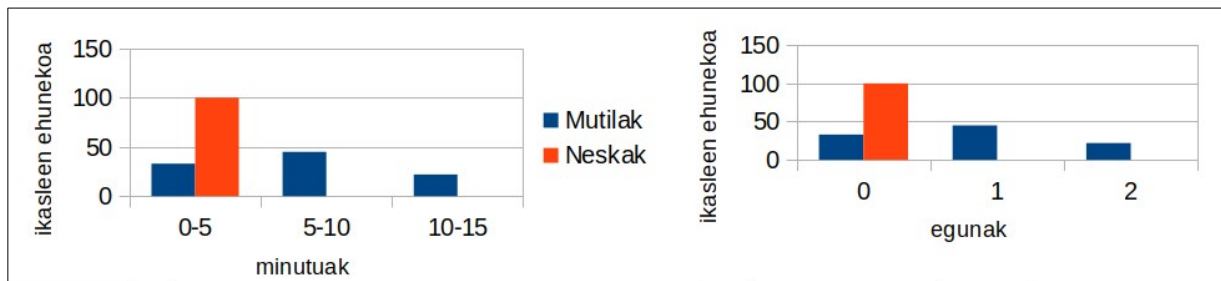 ikasleen ehunekoa
150
100
50
0
0-5 5-10 10-15
minutuak
Mutilak
Neskak
ikasleen ehunekoa
150
100
50
0
0 1 2
egunak